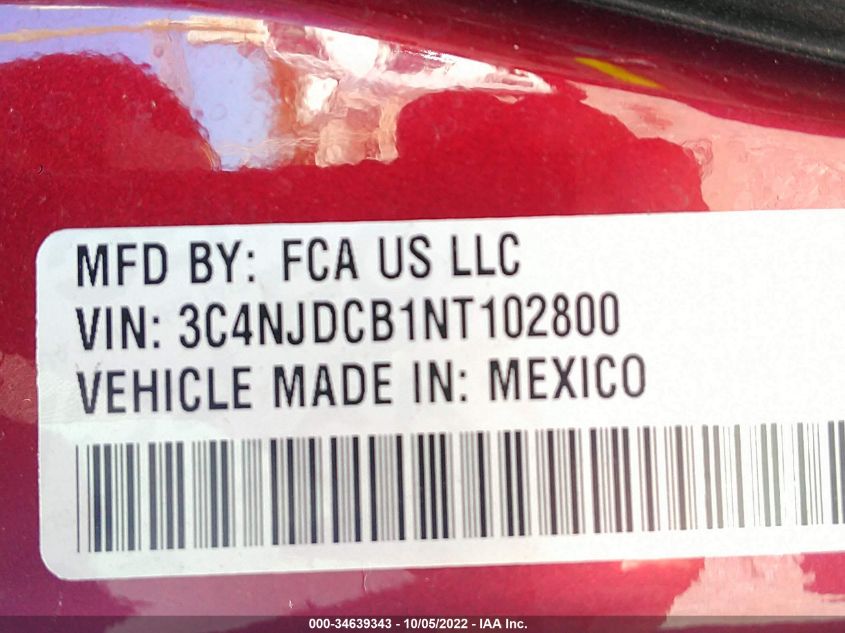 MFD BY: FCA US LLC
VIN: 3C4NJDCB1NT102800
VEHICLE MADE IN: MEXICO
000-34639343 - 10/05/2022 - IAA Inc.